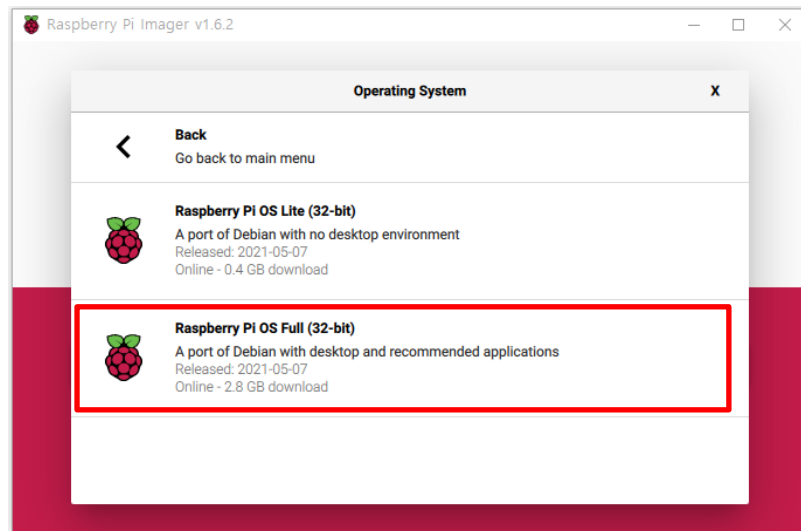 Raspberry Pi Imager v1.6.2
Operating System X
Back
Go back to main menu
Raspberry Pi OS Lite (32-bit)
A port of Debian with no desktop environment
Released: 2021-05-07
Online - 0.4 GB download
Raspberry Pi OS Full (32-bit)
A port of Debian with desktop and recommended applications
Released: 2021-05-07
Online - 2.8 GB download